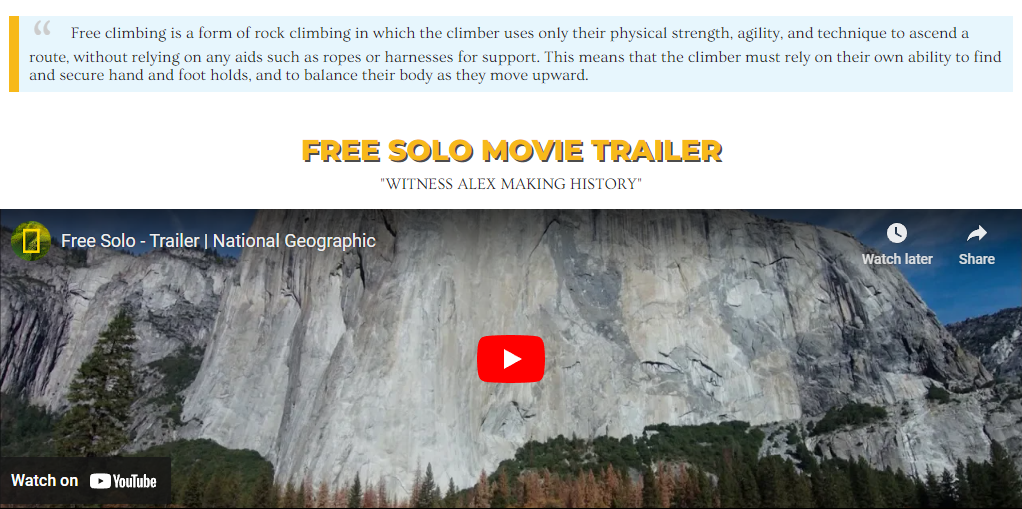 “ Free climbing is a form of rock climbing in which the climber uses only their physical strength, agility, and technique to ascend a
route, without relying on any aids such as ropes or harnesses for support. This means that the climber must rely on their own ability to find
and secure hand and foot holds, and to balance their body as they move upward.
FREE SOLO MOVIE TRAILER
"WITNESS ALEX MAKING HISTORY"
Free Solo - Trailer | National Geographic
Watch later
Share
Watch on YouTube